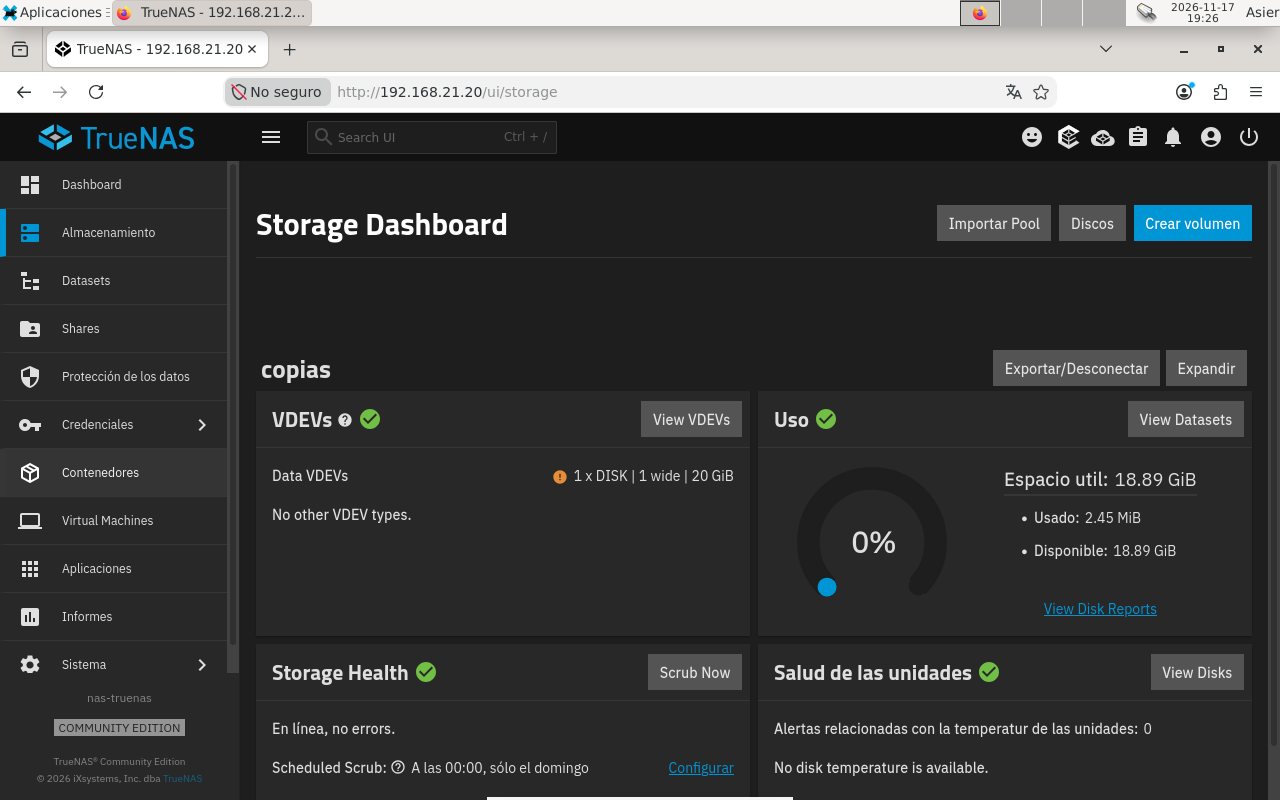 Aplicaciones
TrueNAS - 192.168.21.2...
2026-11-17
19:26
Asier
TrueNAS - 192.168.21.20
No seguro
http://192.168.21.20/ui/storage
TrueNAS
Search UI
Ctrl + /
Dashboard
Almacenamiento
Datasets
Shares
Protección de los datos
Credenciales
Contenedores
Virtual Machines
Aplicaciones
Informes
Sistema
nas-truenas
COMMUNITY EDITION
TrueNAS® Community Edition
© 2026 iXsystems, Inc. dba TrueNAS
Storage Dashboard
Importar Pool
Discos
Crear volumen
copias
Exportar/Desconectar
Expandir
VDEVs
View VDEVs
Data VDEVs
1 x DISK | 1 wide | 20 GiB
No other VDEV types.
Uso
View Datasets
0%
Espacio util: 18.89 GiB
• Usado: 2.45 MiB
• Disponible: 18.89 GiB
View Disk Reports
Storage Health
Scrub Now
En línea, no errors.
Scheduled Scrub: A las 00:00, sólo el domingo
Configurar
Salud de las unidades
View Disks
Alertas relacionadas con la temperatur de las unidades: 0
No disk temperature is available.